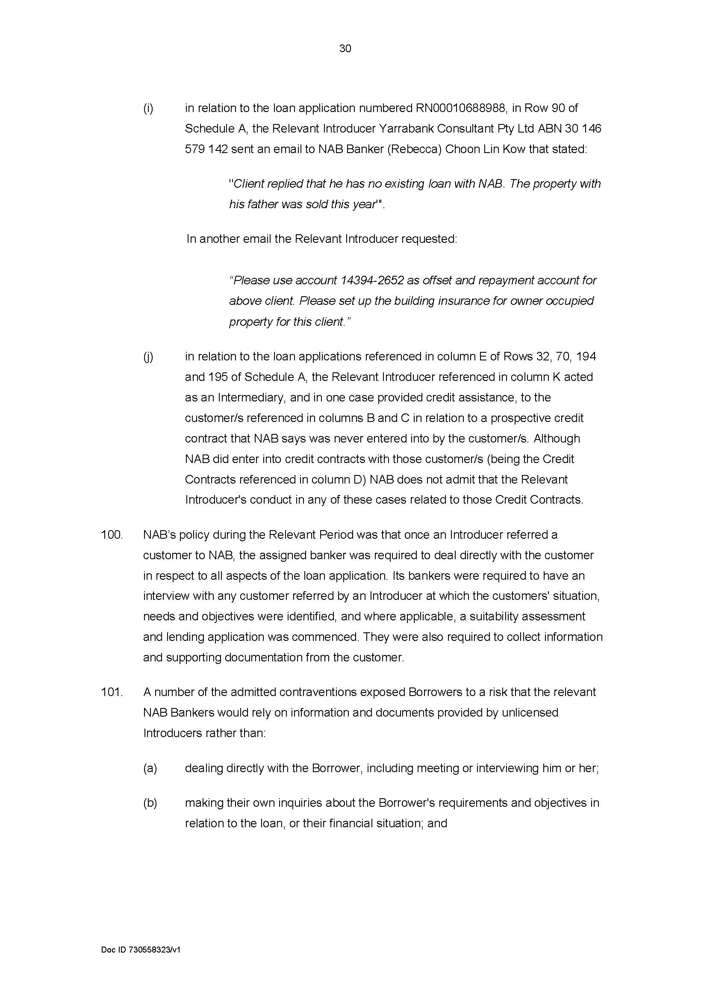 30
(i) in relation to the loan application numbered RN00010688988, in Row 90 of
Schedule A, the Relevant Introducer Yarrabank Consultant Pty Ltd ABN 30 146
579 142 sent an email to NAB Banker (Rebecca) Choon Lin Kow that stated:
"Client replied that he has no existing loan with NAB. The property with
his father was sold this year'".
In another email the Relevant Introducer requested:
“Please use account 14394-2652 as offset and repayment account for
above client. Please set up the building insurance for owner occupied
property for this client.”
(j) in relation to the loan applications referenced in column E of Rows 32, 70, 194
and 195 of Schedule A, the Relevant Introducer referenced in column K acted
as an Intermediary, and in one case provided credit assistance, to the
customer/s referenced in columns B and C in relation to a prospective credit
contract that NAB says was never entered into by the customer/s. Although
NAB did enter into credit contracts with those customer/s (being the Credit
Contracts referenced in column D) NAB does not admit that the Relevant
Introducer's conduct in any of these cases related to those Credit Contracts.
100. NAB’s policy during the Relevant Period was that once an Introducer referred a
customer to NAB, the assigned banker was required to deal directly with the customer
in respect to all aspects of the loan application. Its bankers were required to have an
interview with any customer referred by an Introducer at which the customers' situation,
needs and objectives were identified, and where applicable, a suitability assessment
and lending application was commenced. They were also required to collect information
and supporting documentation from the customer.
101. A number of the admitted contraventions exposed Borrowers to a risk that the relevant
NAB Bankers would rely on information and documents provided by unlicensed
Introducers rather than:
(a) dealing directly with the Borrower, including meeting or interviewing him or her;
(b) making their own inquiries about the Borrower's requirements and objectives in
relation to the loan, or their financial situation; and
Doc ID 730558323/v1